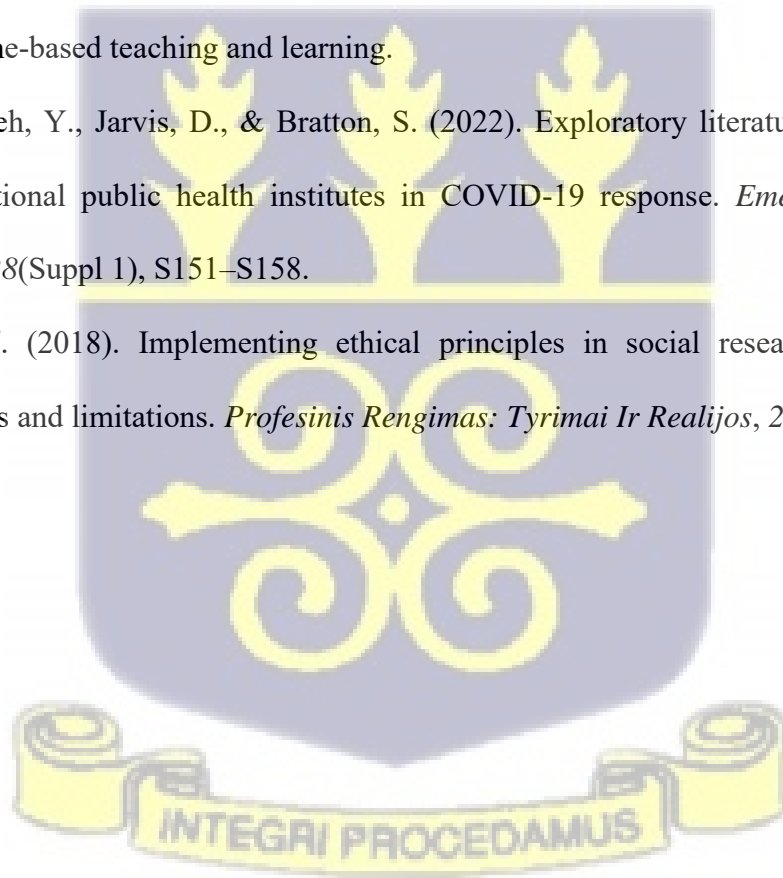 ne-based teaching and learning.
eh, Y., Jarvis, D., & Bratton, S. (2022). Exploratory literatu
tional public health institutes in COVID-19 response. Eme
8(Suppl 1), S151–S158.
. (2018). Implementing ethical principles in social resea
s and limitations. Profesinis Rengimas: Tyrimai Ir Realijos, 2
INTEGRI PROCEDAMUS